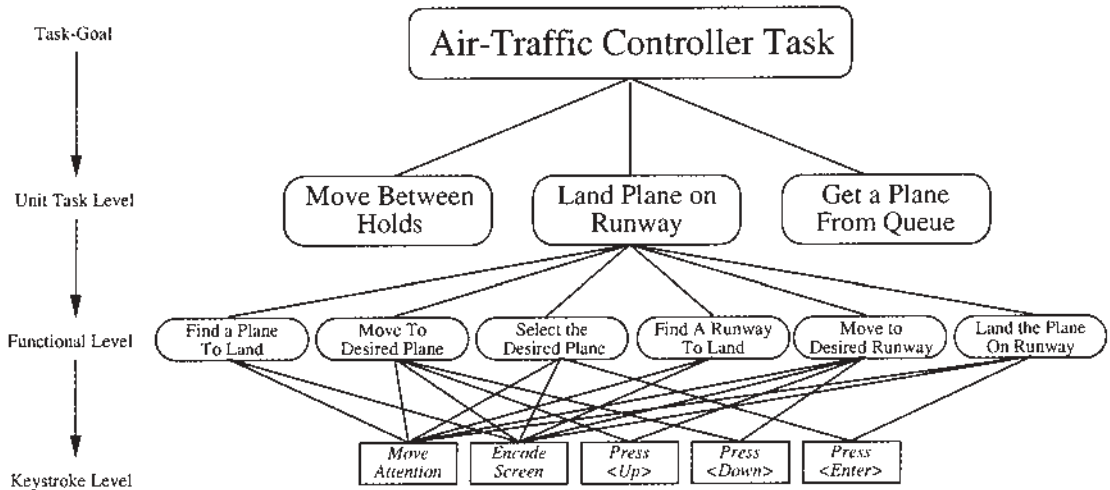 Task-Goal
Air-Traffic Controller Task
Unit Task Level
Move Between
Holds
Land Plane on
Runway
Get a Plane
From Queue
Functional Level
Find a Plane
To Land
Move To
Desired Plane
Select the
Desired Plane
Find A Runway
To Land
Move to
Desired Runway
Land the Plane
On Runway
Keystroke Level
Move
Attention
Encode
Screen
Press
<Up>
Press
<Down>
Press
<Enter>